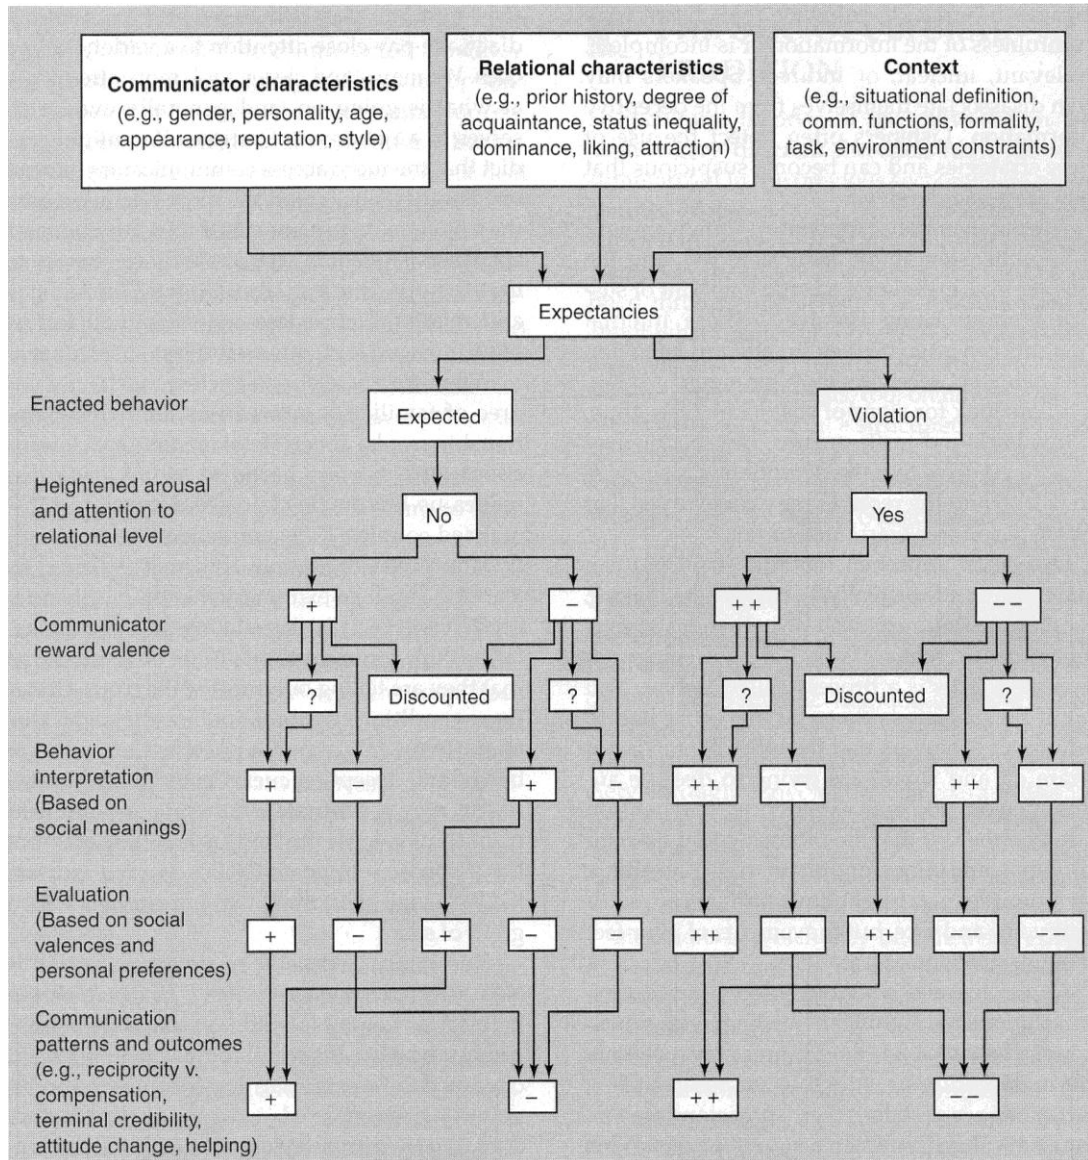 Communicator characteristics
(e.g., gender, personality, age,
appearance, reputation, style)
Relational characteristics
(e.g., prior history, degree of
acquaintance, status inequality,
dominance, liking, attraction)
Context
(e.g., situational definition,
privacy, functions, formality,
task, environment constraints)
Expectancies
Enacted behavior
Expected
Violation
Heightened arousal
and attention to
relational level
No
Yes
Communicator
reward valence
+
−
+ +
− −
?
Discounted
?
?
Discounted
?
Behavior
interpretation
(Based on
social meanings)
+
−
+
−
+ +
− −
+ +
− −
Evaluation
(Based on social
valences and
personal preferences)
+
−
+
−
−
+ +
− −
+ +
− −
− −
Communication
patterns and outcomes
(e.g., reciprocity v.
compensation,
terminal credibility,
attitude change, helping)
+
−
+ +
− −